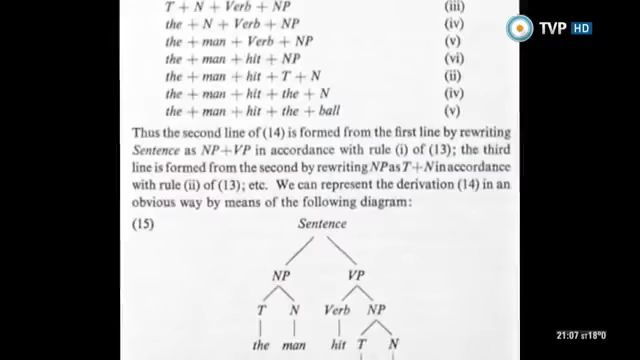 T + N + Verb + NP (iii)
the + N + Verb + NP (iv)
the + man + Verb + NP (v)
the + man + hit + NP (vi)
the + man + hit + T + N (ii)
the + man + hit + the + N (iv)
the + man + hit + the + ball (v)
Thus the second line of (14) is formed from the first line by rewriting
Sentence as NP+VP in accordance with rule (i) of (13); the third
line is formed from the second by rewriting NP as T+N in accordance
with rule (ii) of (13); etc. We can represent the derivation (14) in an
obvious way by means of the following diagram:
(15) Sentence
NP VP
T N Verb NP
the man hit T N
TVP HD
21:07 ST18°0